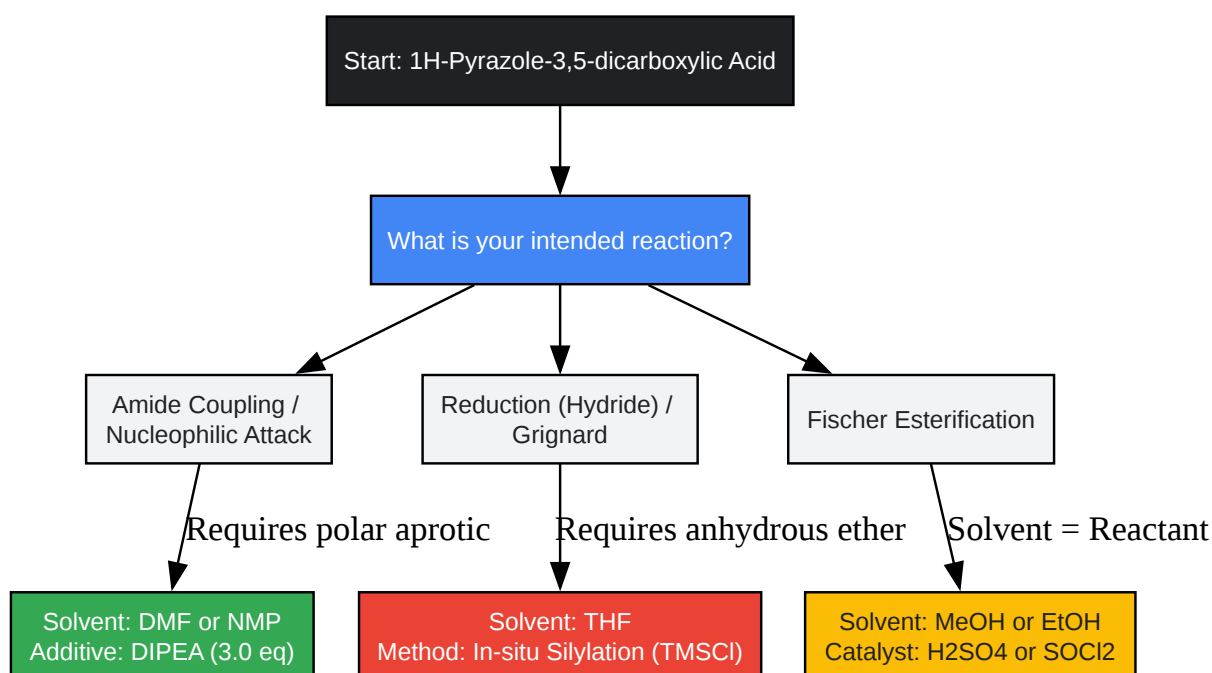 Start: 1H-Pyrazole-3,5-dicarboxylic Acid
What is your intended reaction?
Amide Coupling /
Nucleophilic Attack
Reduction (Hydride) /
Grignard
Fischer Esterification
Requires polar aprotic
Requires anhydrous ether
Solvent = Reactant
Solvent: DMF or NMP
Additive: DIPEA (3.0 eq)
Solvent: THF
Method: In-situ Silylation (TMSCl)
Solvent: MeOH or EtOH
Catalyst: H2SO4 or SOCl2